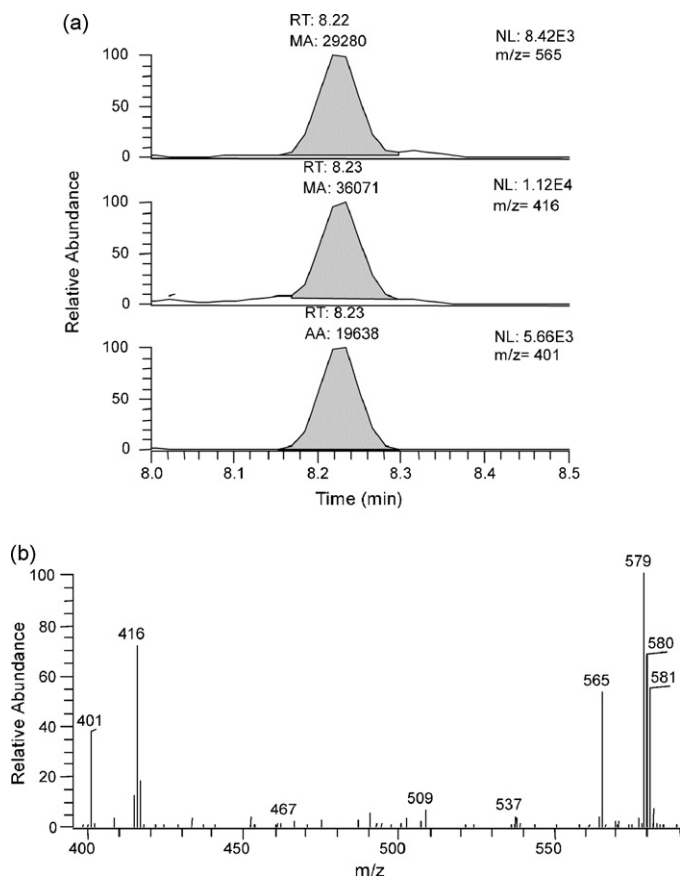 (a)
RT: 8.22
MA: 29280
NL: 8.42E3
m/z= 565
100
50
0
RT: 8.23
MA: 36071
NL: 1.12E4
m/z= 416
100
50
0
RT: 8.23
AA: 19638
NL: 5.66E3
m/z= 401
100
50
0
Relative Abundance
8.0 8.1 8.2 8.3 8.4 8.5
Time (min)
(b)
100
80
60
40
20
0
Relative Abundance
401
416
467
509
537
565
579
580
581
400 450 500 550
m/z